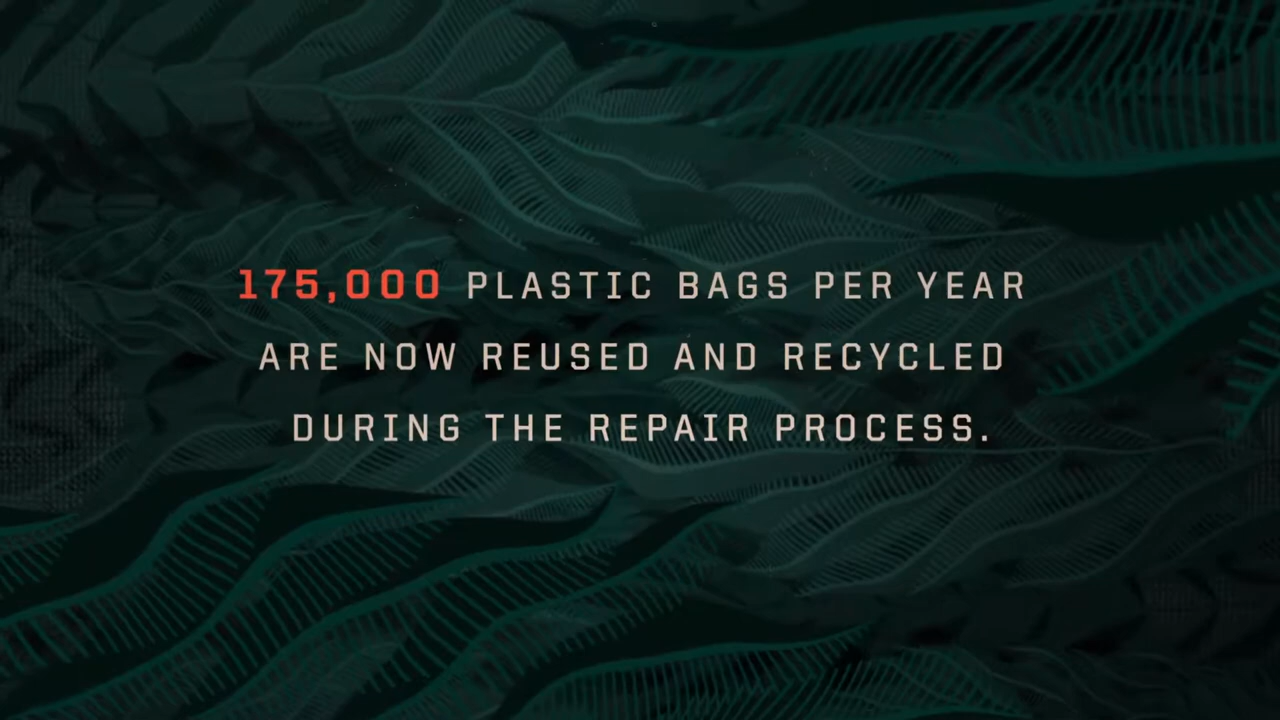 175,000 PLASTIC BAGS PER YEAR
ARE NOW REUSED AND RECYCLED
DURING THE REPAIR PROCESS.